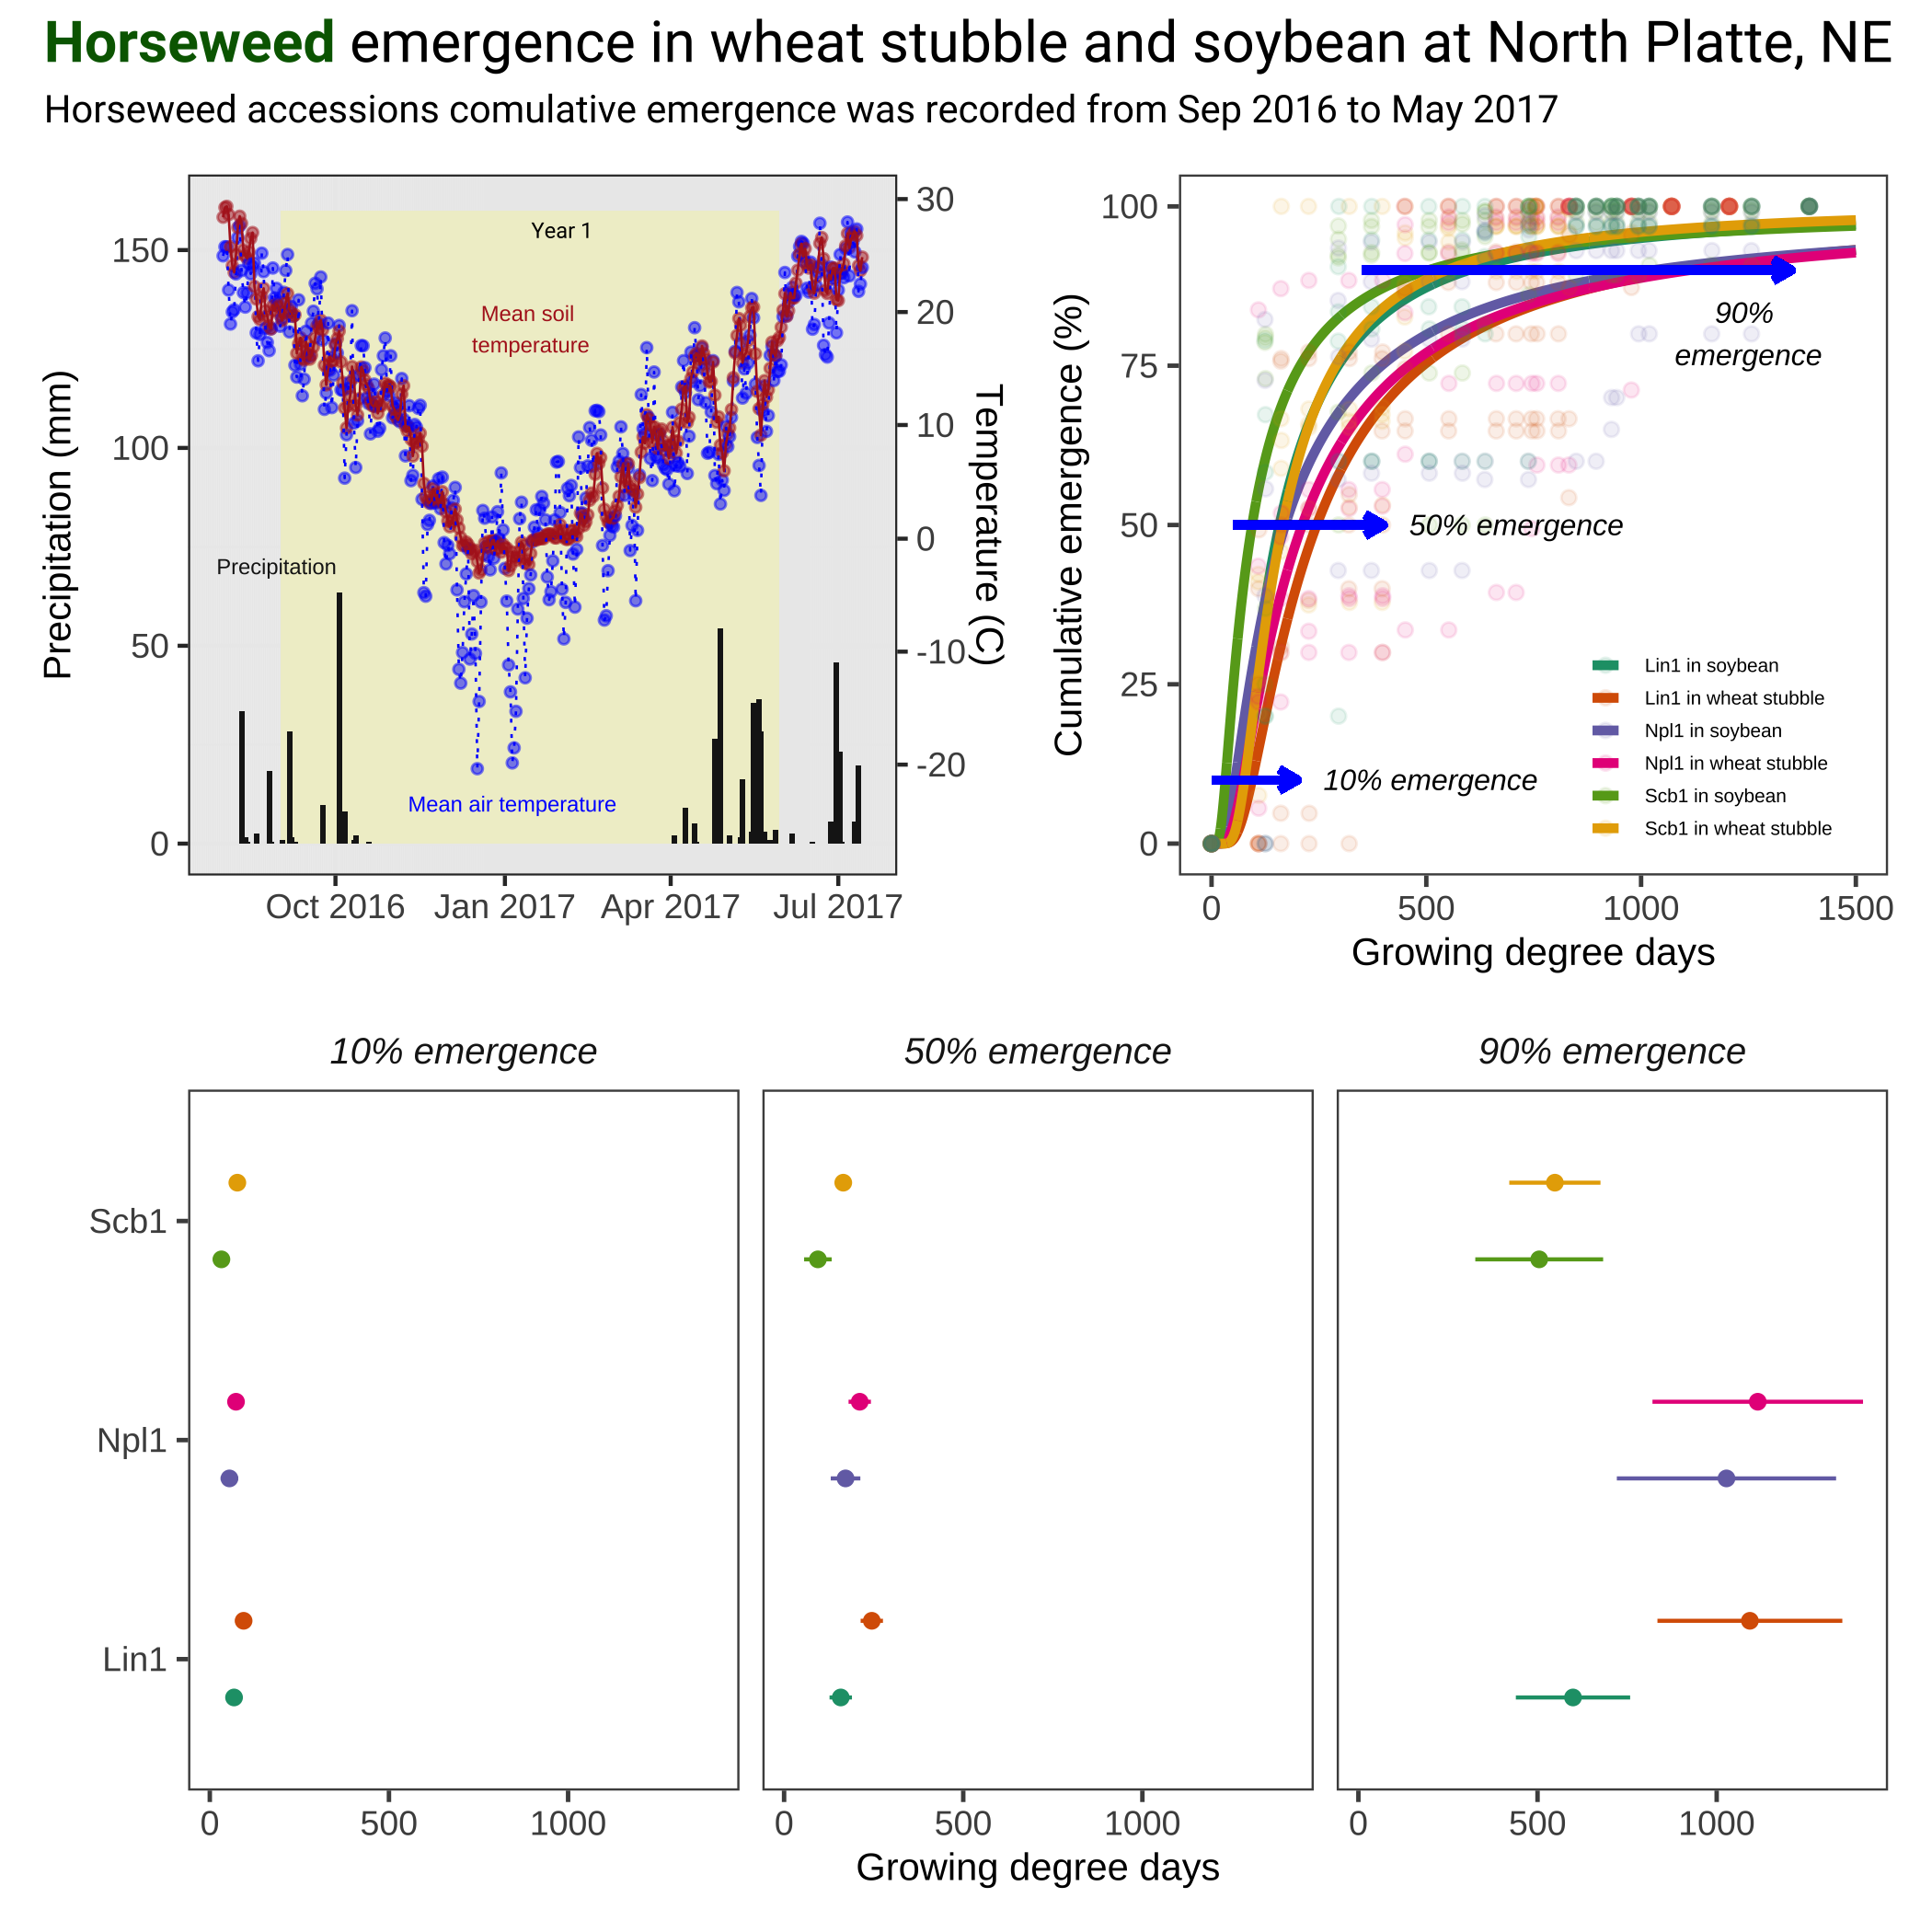 Horseweed emergence in wheat stubble and soybean at North Platte, NE
Horseweed accessions comulative emergence was recorded from Sep 2016 to May 2017
Precipitation (mm)
150
100
50
0
Year 1
Mean soil
temperature
Precipitation
Mean air temperature
30
20
10
0
-10
-20
Temperature (C)
Oct 2016
Jan 2017
Apr 2017
Jul 2017
Cumulative emergence (%)
100
75
50
25
0
90%
emergence
50% emergence
10% emergence
Lin1 in soybean
Lin1 in wheat stubble
Npl1 in soybean
Npl1 in wheat stubble
Scb1 in soybean
Scb1 in wheat stubble
0
500
1000
1500
Growing degree days
10% emergence
50% emergence
90% emergence
Scb1
Npl1
Lin1
0
500
1000
0
500
1000
0
500
1000
Growing degree days